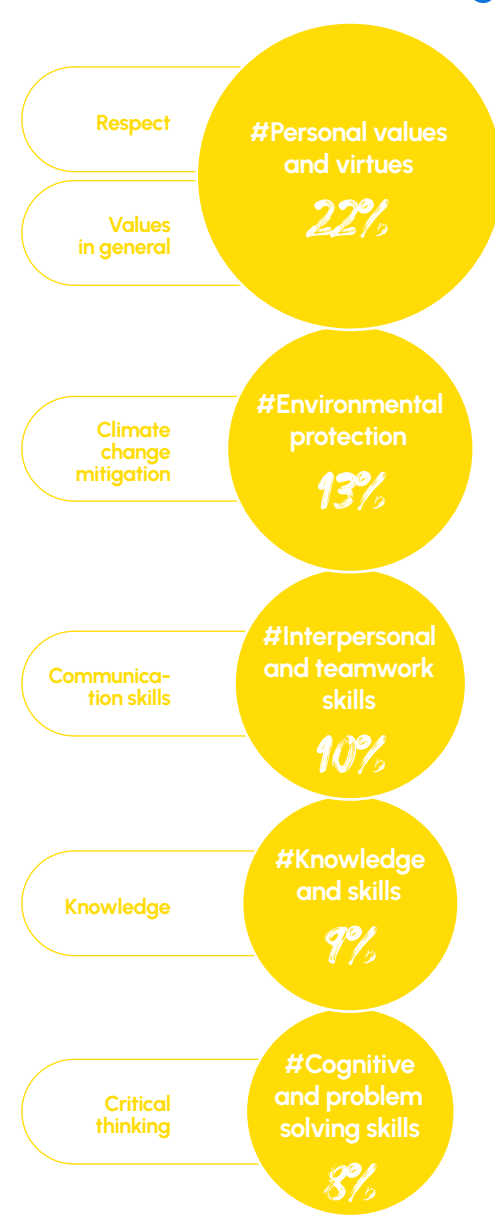 Respect
#Personal values
and virtues
22%
Values
in general
Climate
change
mitigation
#Environmental
protection
13%
Communica-
tion skills
#Interpersonal
and teamwork
skills
10%
Knowledge
#Knowledge
and skills
9%
Critical
thinking
#Cognitive
and problem
solving skills
8%